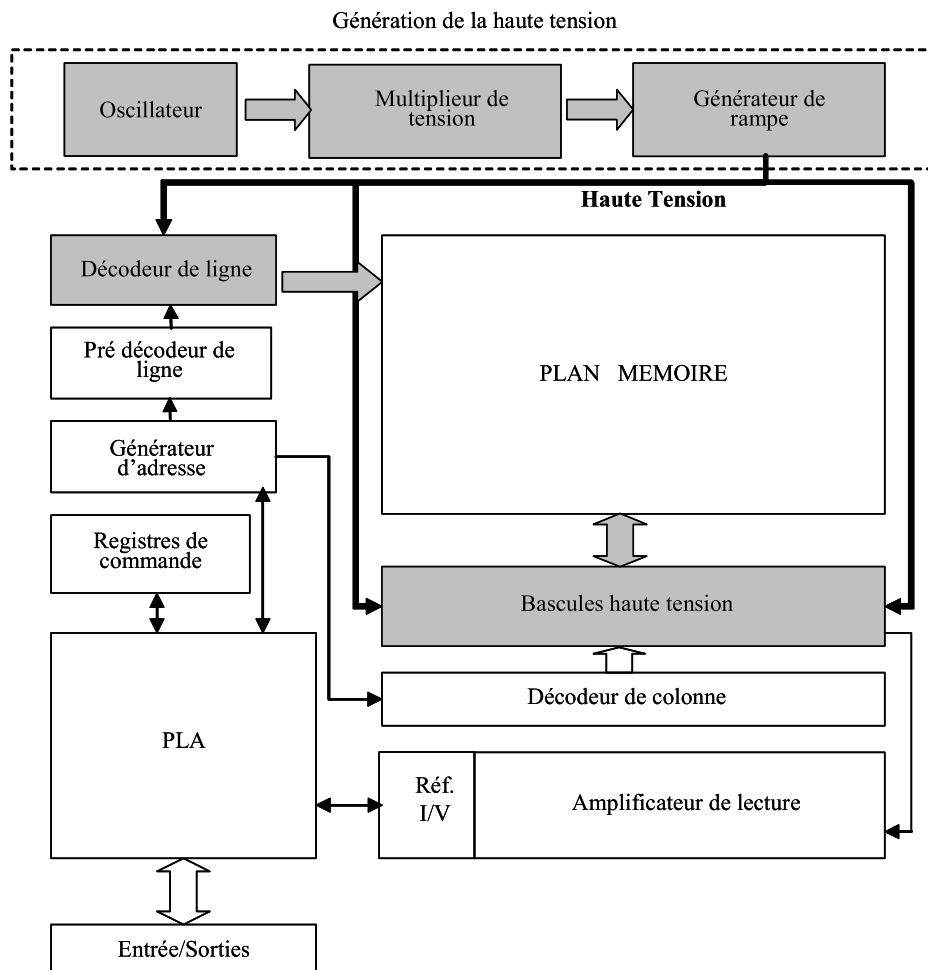 Génération de la haute tension
Oscillateur
Multiplieur de
tension
Générateur de
rampe
Haute Tension
Décodeur de ligne
Pré décodeur de
ligne
PLAN MEMOIRE
Générateur
d’adresse
Registres de
commande
Bascules haute tension
Décodeur de colonne
PLA
Réf.
I/V
Amplificateur de lecture
Entrée/Sorties